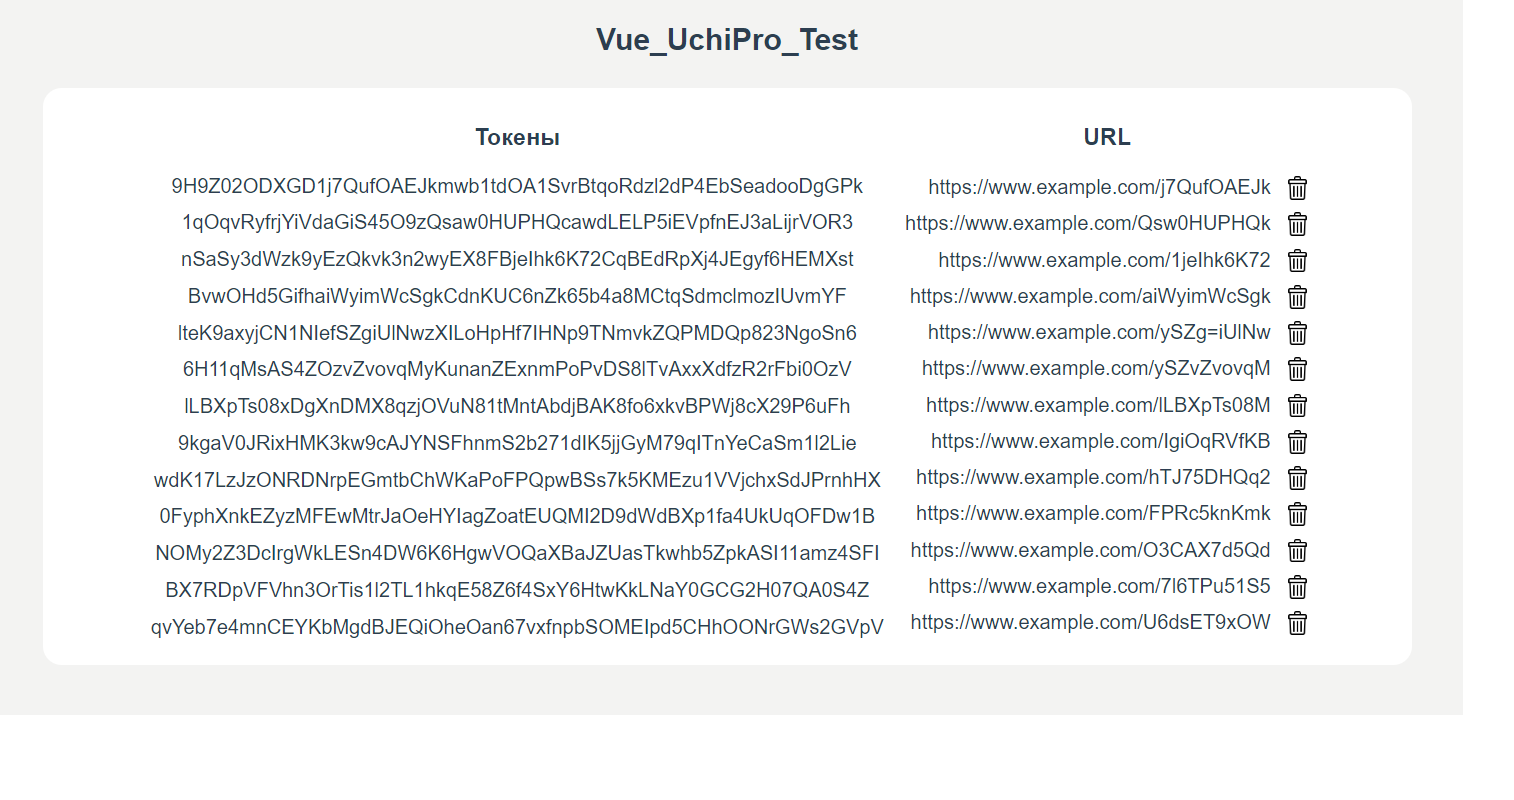 Vue_UchiPro_Test
Токены URL
9H9Z02ODXGD1j7QufOAEJkmwb1tdOA1SvrBtqoRdzl2dP4EbSeadooDgGPk https://www.example.com/j7QufOAEJk
1qOqvRyfrjYiVdaGiS45O9zQsaw0HUPHQcawdLELP5iEVpfnEJ3aLijrVOR3 https://www.example.com/Qsw0HUPHQk
nSaSy3dWzk9yEzQkvk3n2wyEX8FBjeIhk6K72CqBEdRpXj4JEgyf6HEMXst https://www.example.com/1jeIhk6K72
BvwOHd5GifhaiWyimWcSgkCdnKUC6nZk65b4a8MCtqSdmclmozIUvmYF https://www.example.com/aiWyimWcSgk
lteK9axyjCN1NIefSZgiUlNwzXILoHpHf7IHNp9TNmvkZQPMDQp823NgoSn6 https://www.example.com/ySZg=iUlNw
6H11qMsAS4ZOzvZvovqMyKunanZExnmPoPvDS8lTvAxxXdfzR2rFbi0OzV https://www.example.com/ySZvZvovqM
lLBXpTs08xDgXnDMX8qzjOVuN81tMntAbdjBAK8fo6xkvBPWj8cX29P6uFh https://www.example.com/lLBXpTs08M
9kgaV0JRixHMK3kw9cAJYNSFhnmS2b271dIK5jjGyM79qITnYeCaSm1l2Lie https://www.example.com/IgiOqRVfKB
wdK17LzJzONRDNrpEGmtbChWKaPoFPQpwBSs7k5KMEzu1VVjchxSdJPrnhHX https://www.example.com/hTJ75DHQq2
0FyphXnkEZyzMFEwMtrJaOeHYIagZoatEUQMI2D9dWdBXp1fa4UkUqOFDw1B https://www.example.com/FPRc5knKmk
NOMy2Z3DcIrgWkLESn4DW6K6HgwVOQaXBaJZUasTkwhb5ZpkASI11amz4SFI https://www.example.com/O3CAX7d5Qd
BX7RDpVFVhn3OrTis1l2TL1hkqE58Z6f4SxY6HtwKkLNaY0GCG2H07QA0S4Z https://www.example.com/7l6TPu51S5
qvYeb7e4mnCEYKbMgdBJEQiOheOan67vxfnpbSOMEIpd5CHhOONrGWs2GVpV https://www.example.com/U6dsET9xOW